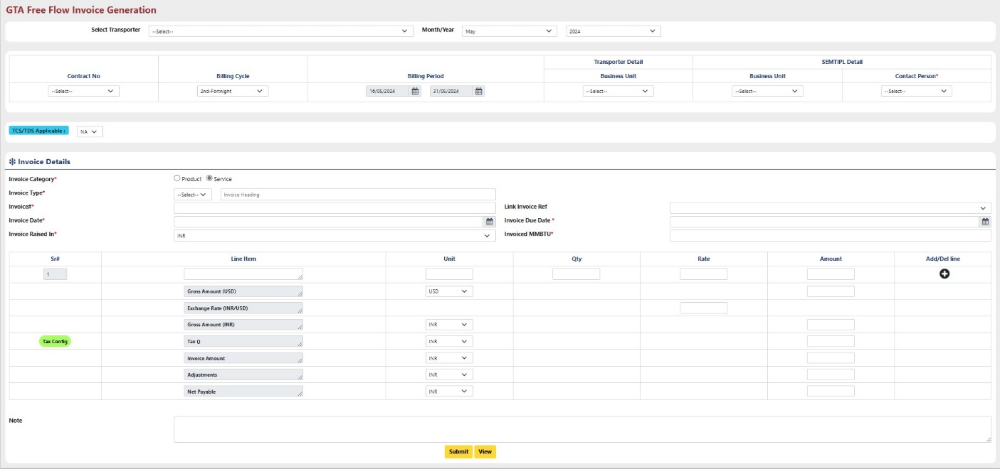 GTA Free Flow Invoice Generation
Select Transporter --Select-- Month/Year May 2024
Transporter Detail SEMTIPL Detail
Contract No Billing Cycle Billing Period Business Unit Business Unit Contact Person*
--Select-- 2nd-Fortnight 16/05/2024 31/05/2024 --Select-- --Select-- --Select--
TCS/TDS Applicable : NA
Invoice Details
Invoice Category* Product Service
Invoice Type* --Select-- Invoice Heading
Invoice#* Link Invoice Ref
Invoice Date* Invoice Due Date *
Invoice Raised In* INR Invoiced MMBTU*
Sr# Line Item Unit Qty Rate Amount Add/Del line
1
Gross Amount (USD) USD
Exchange Rate (INR/USD)
Gross Amount (INR) INR
Tax Config Tax () INR
Invoice Amount INR
Adjustments INR
Net Payable INR
Note
Submit View